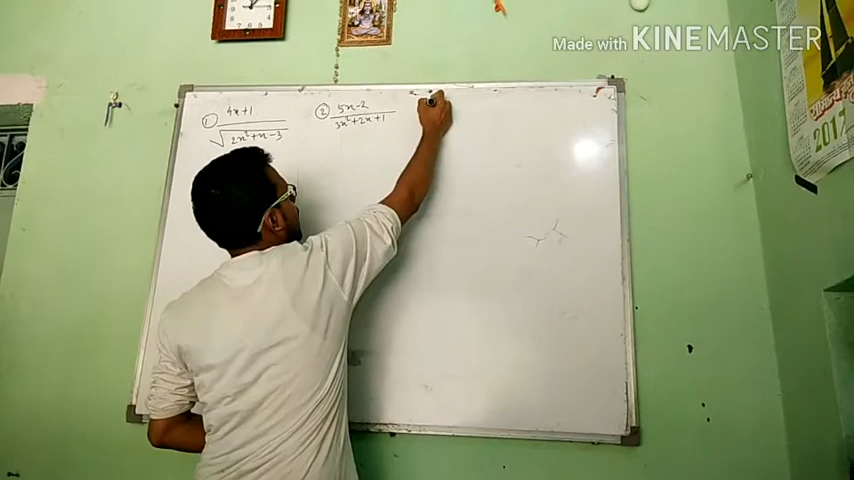 Made with KINEMASTER
① 4x+1
√2x²+x-3
② 5x-2
3x²+2x+1
2017